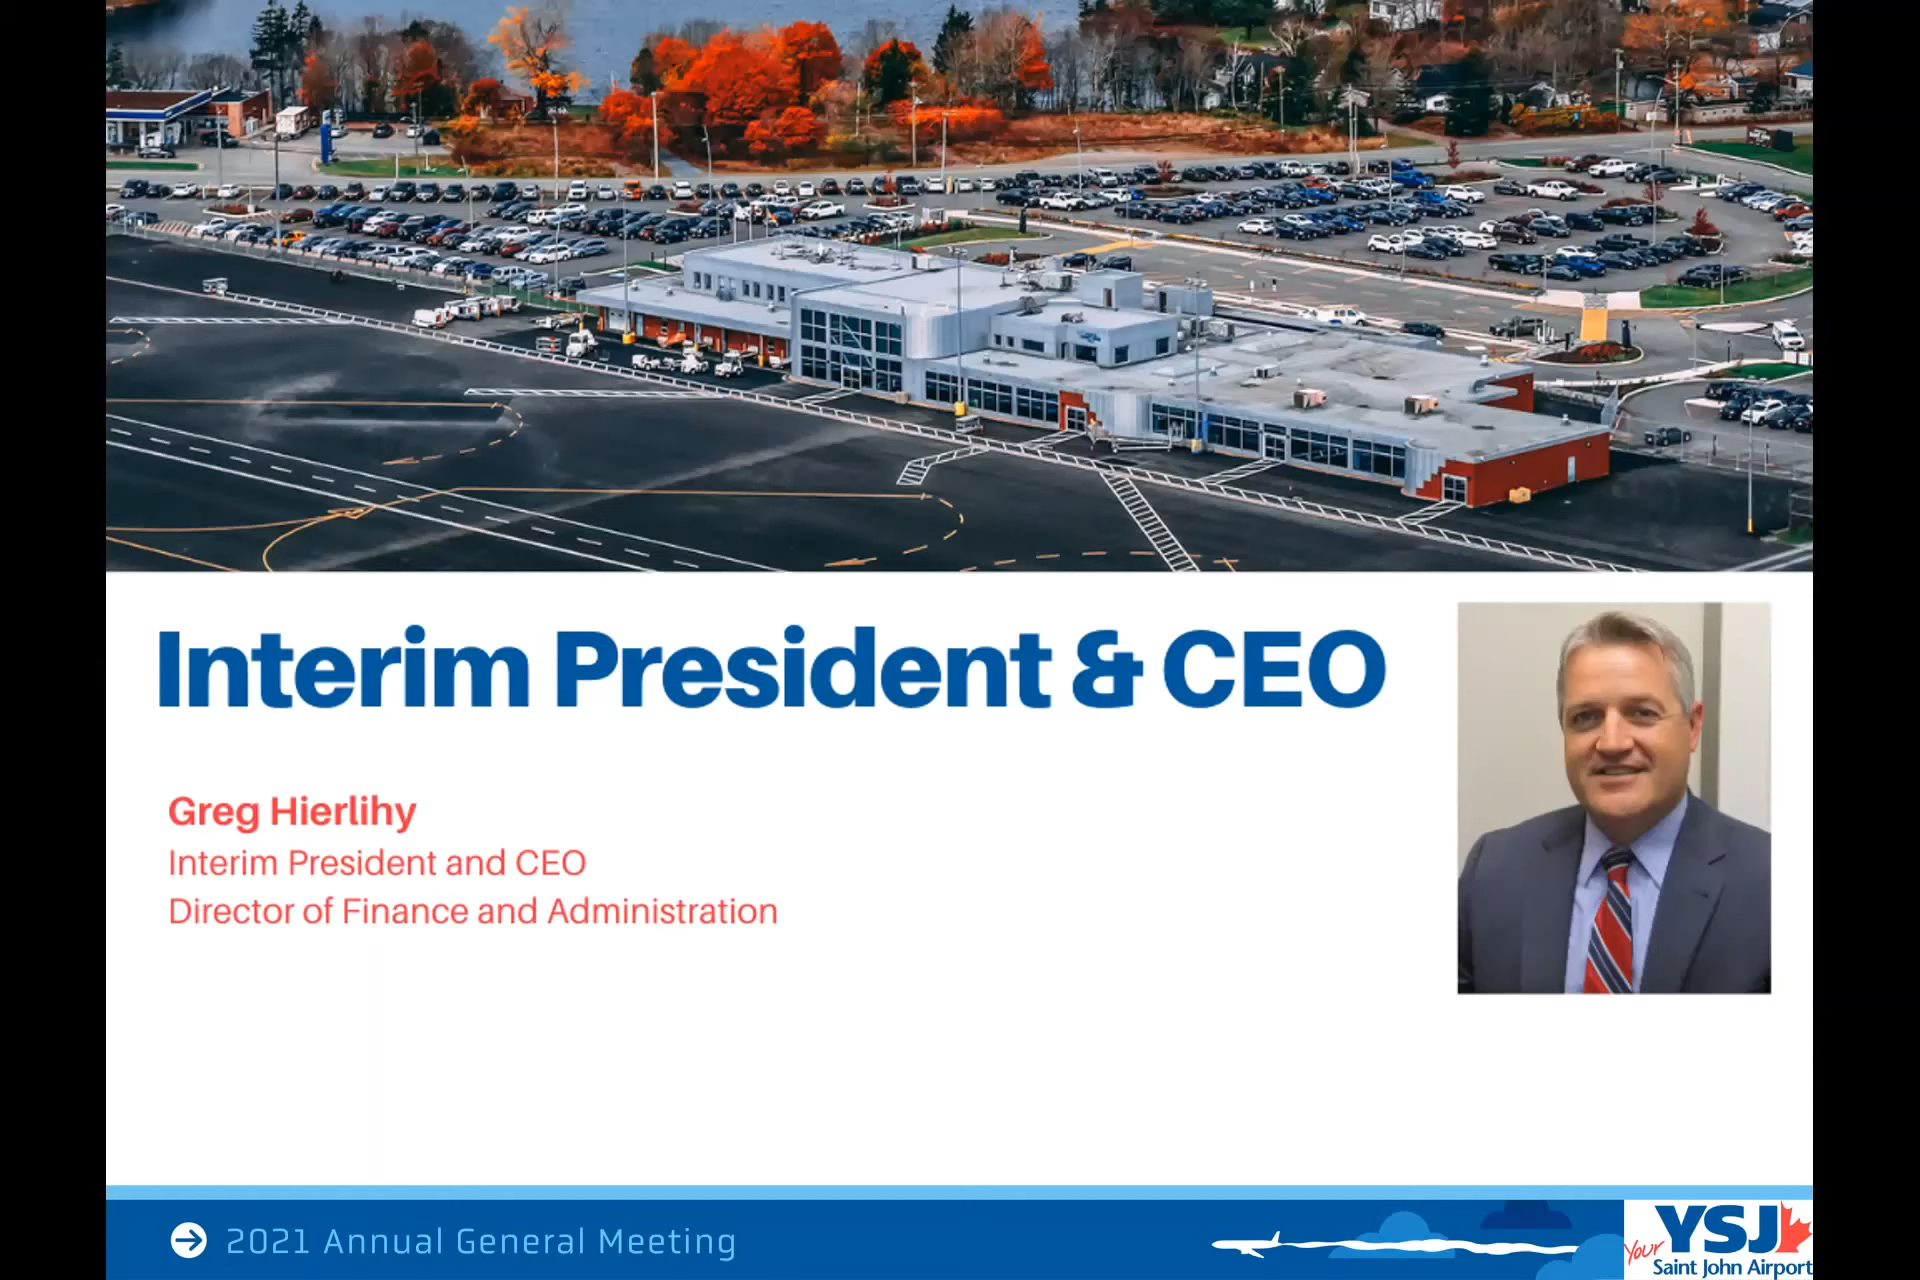 Interim President & CEO
Greg Hierlihy
Interim President and CEO
Director of Finance and Administration
2021 Annual General Meeting
Your YSJ
Saint John Airport